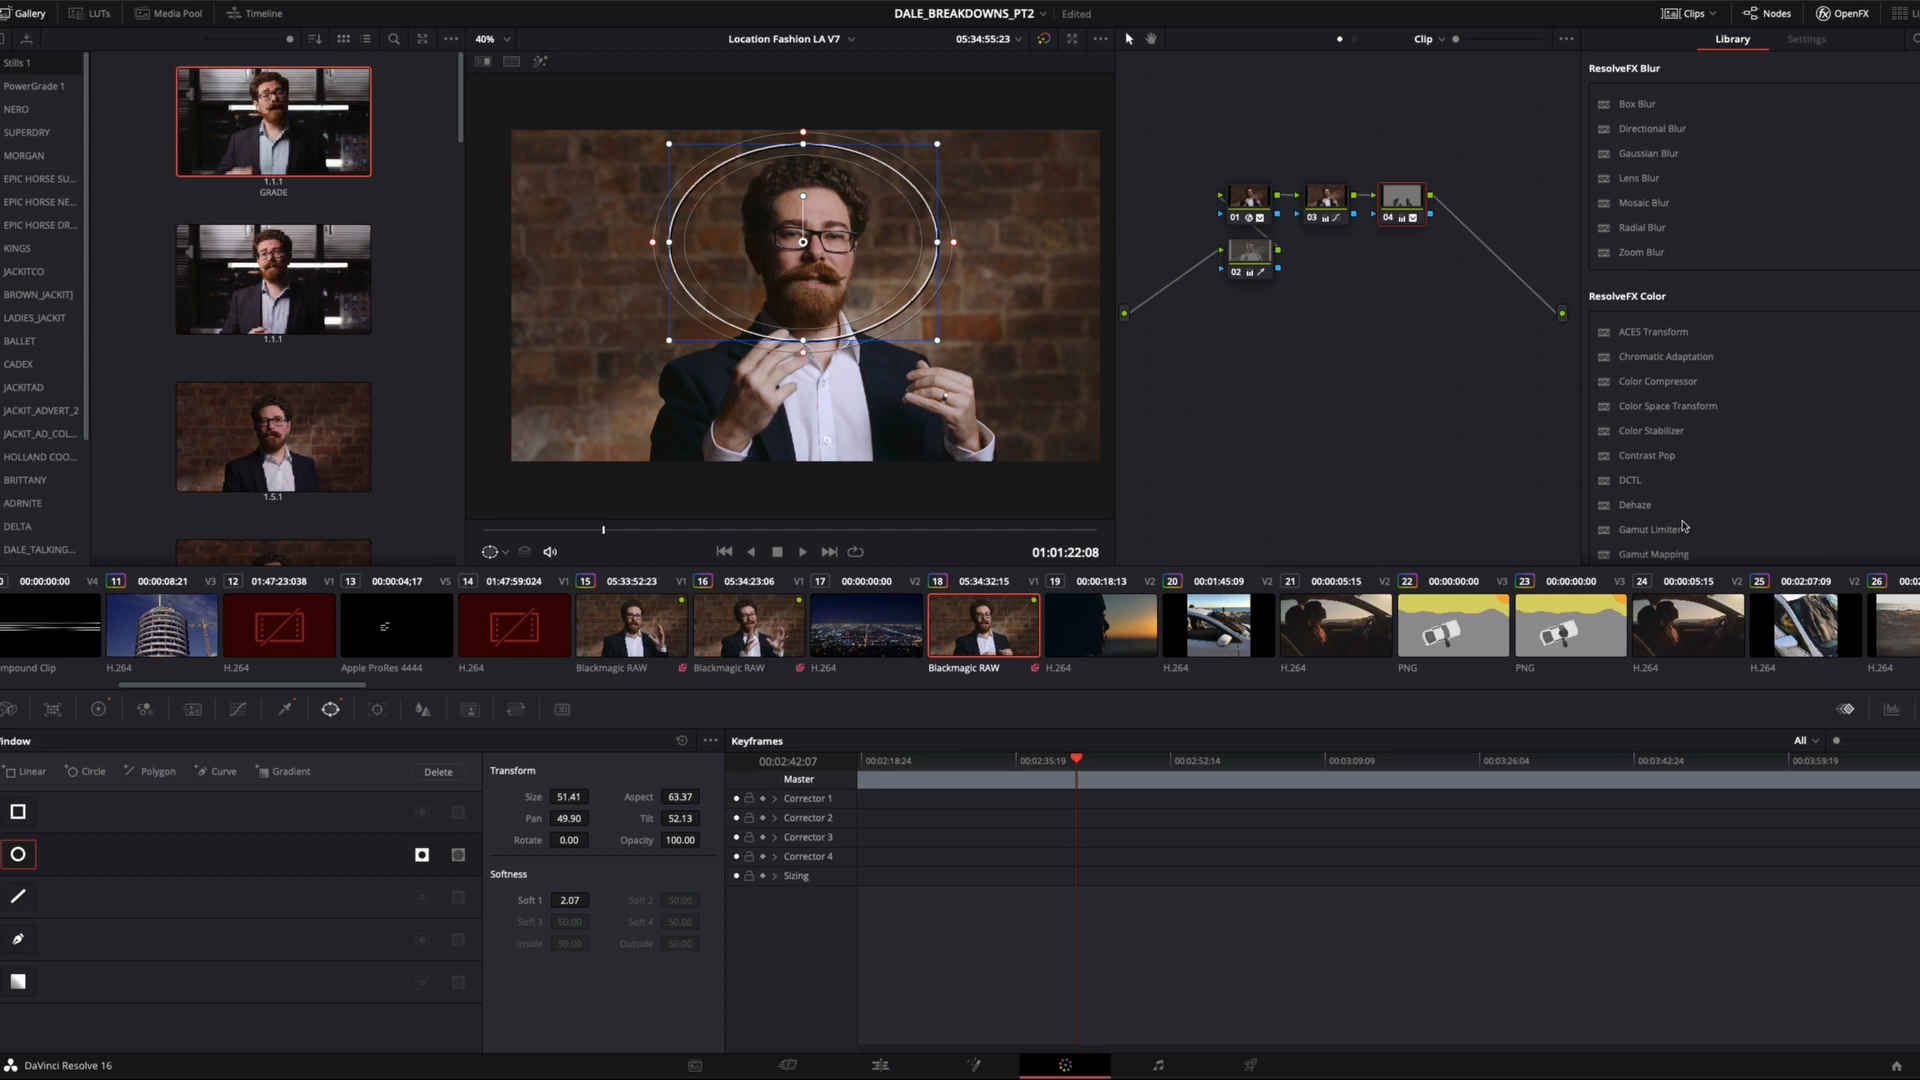 Gallery
LUTs
Media Pool
Timeline
DALE_BREAKDOWNS_PT2
Edited
Clips
Nodes
OpenFX
40%
Location Fashion LA V7
05:34:55:23
Clip
Library
Settings
Stills 1
PowerGrade 1
NERO
SUPERDRY
MORGAN
EPIC HORSE SU...
EPIC HORSE NE...
EPIC HORSE DR...
KINGS
JACKITCO
BROWN_JACKIT]
LADIES_JACKIT
BALLET
CADEX
JACKITAD
JACKIT_ADVERT_2
JACKIT_AD_COL...
HOLLAND COO...
BRITTANY
ADRNITE
DELTA
DALE_TALKING...
1.1.1
GRADE
1.1.1
1.5.1
01
03
04
02
01:01:22:08
ResolveFX Blur
Box Blur
Directional Blur
Gaussian Blur
Lens Blur
Mosaic Blur
Radial Blur
Zoom Blur
ResolveFX Color
ACES Transform
Chromatic Adaptation
Color Compressor
Color Space Transform
Color Stabilizer
Contrast Pop
DCTL
Dehaze
Gamut Limiter
Gamut Mapping
00:00:00:00 V4
11 00:00:08:21 V3
12 01:47:23:038 V1
13 00:00:04;17 V5
14 01:47:59:024 V1
15 05:33:52:23 V1
16 05:34:23:06 V1
17 00:00:00:00 V2
18 05:34:32:15 V1
19 00:00:18:13 V2
20 00:01:45:09 V2
21 00:00:05:15 V2
22 00:00:00:00 V3
23 00:00:00:00 V3
24 00:00:05:15 V2
25 00:02:07:09 V2
26 00:02
mpound Clip
H.264
H.264
Apple ProRes 4444
H.264
Blackmagic RAW
Blackmagic RAW
H.264
Blackmagic RAW
H.264
H.264
H.264
PNG
PNG
H.264
H.264
H.264
3D
indow
Linear
Circle
Polygon
Curve
Gradient
Delete
Transform
Size 51.41 Aspect 63.37
Pan 49.90 Tilt 52.13
Rotate 0.00 Opacity 100.00
Softness
Soft 1 2.07 Soft 2 50.00
Soft 3 50.00 Soft 4 50.00
Inside 50.00 Outside 50.00
Keyframes
All
00:02:42:07
00:02:18:24
00:02:35:19
00:02:52:14
00:03:09:09
00:03:26:04
00:03:42:24
00:03:59:19
Master
Corrector 1
Corrector 2
Corrector 3
Corrector 4
Sizing
DaVinci Resolve 16